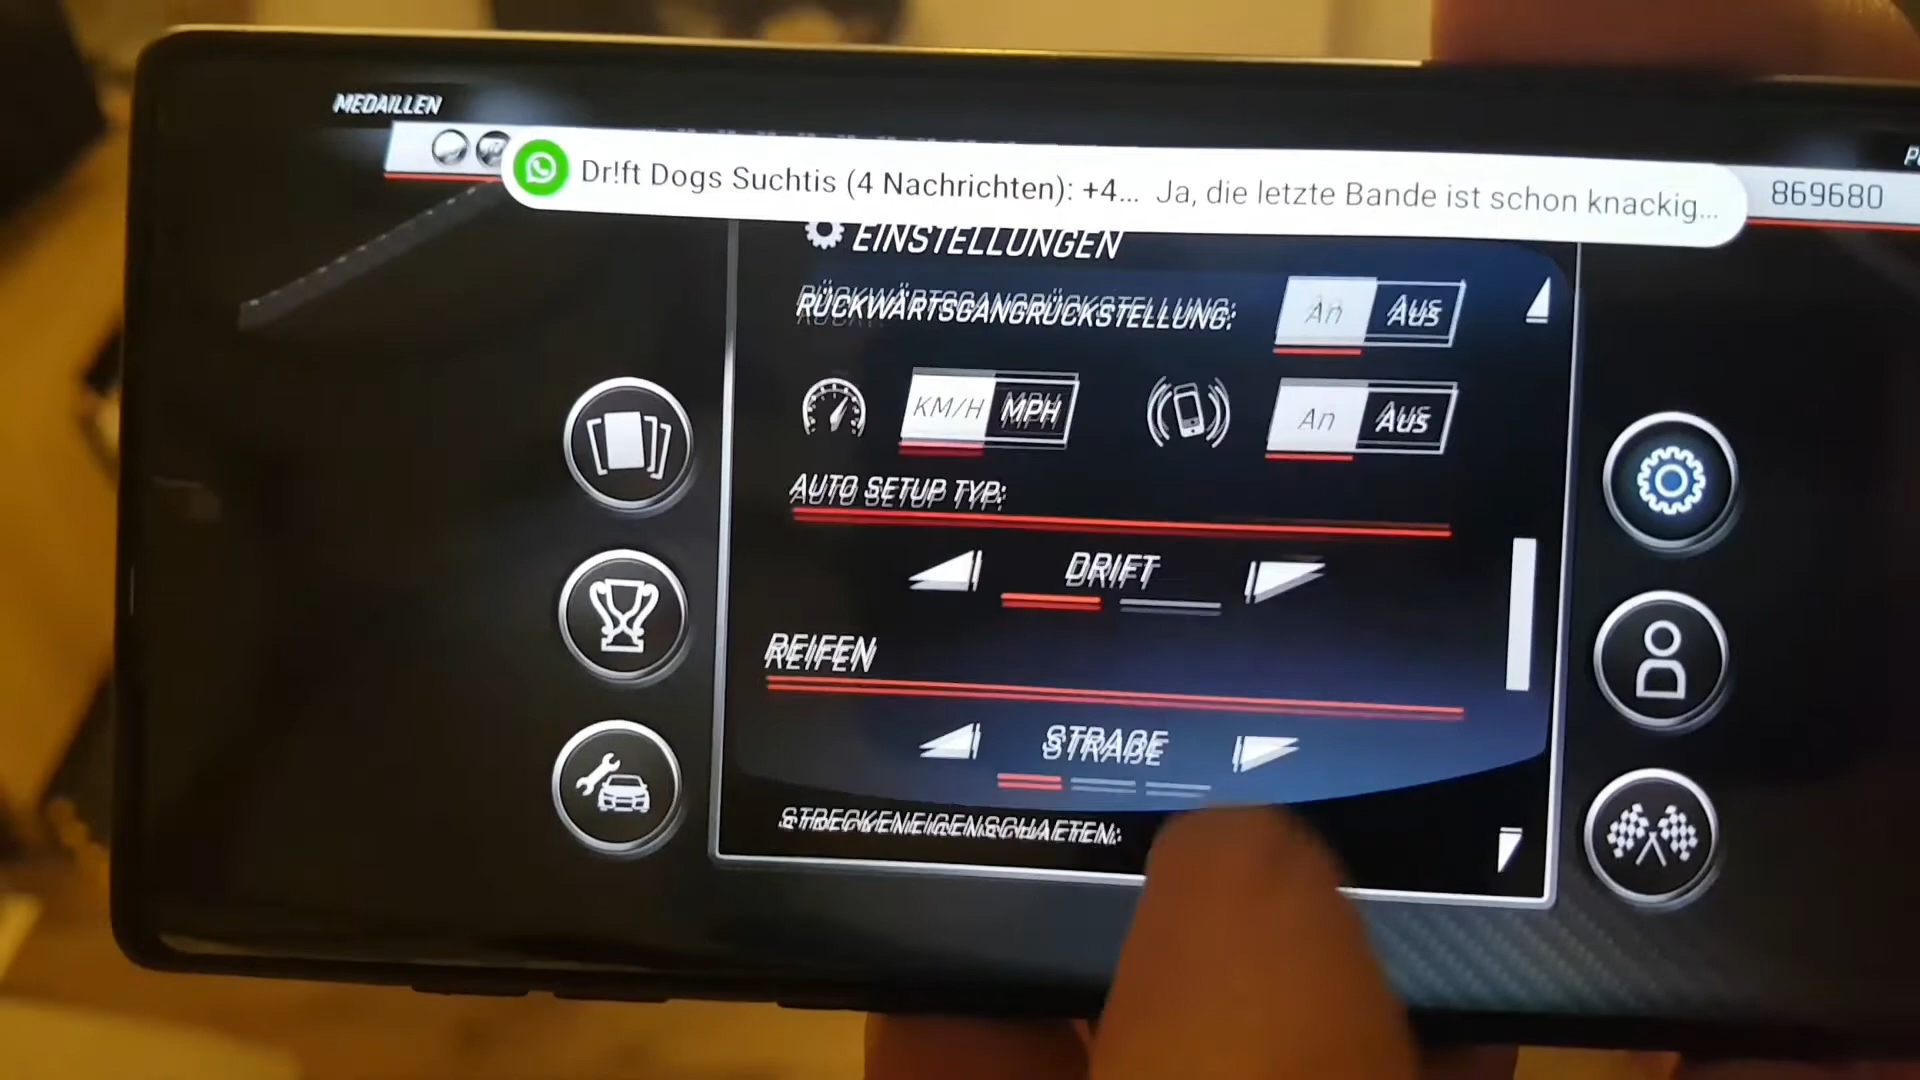 MEDAILLEN
Dr!ft Dogs Suchtis (4 Nachrichten): +4... Ja, die letzte Bande ist schon knackig...
869680
EINSTELLUNGEN
RÜCKWÄRTSGANGRÜCKSTELLUNG: An Aus
KM/H MPH An Aus
AUTO SETUP TYP:
DRIFT
REIFEN
STRAßE
STRECKENEIGENSCHAFTEN: